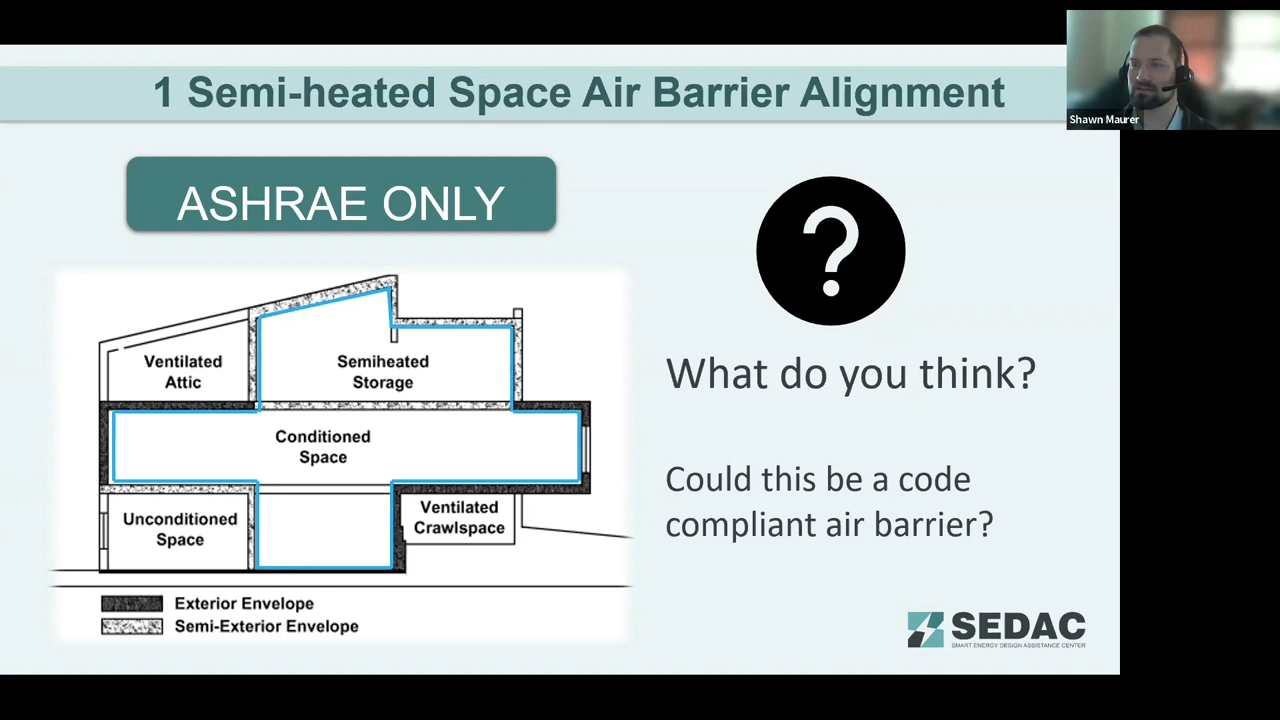 1 Semi-heated Space Air Barrier Alignment
Shawn Maurer
ASHRAE ONLY
?
What do you think?
Could this be a code
compliant air barrier?
Ventilated
Attic
Semiheated
Storage
Conditioned
Space
Unconditioned
Space
Ventilated
Crawlspace
Exterior Envelope
Semi-Exterior Envelope
SEDAC
SMART ENERGY DESIGN ASSISTANCE CENTER